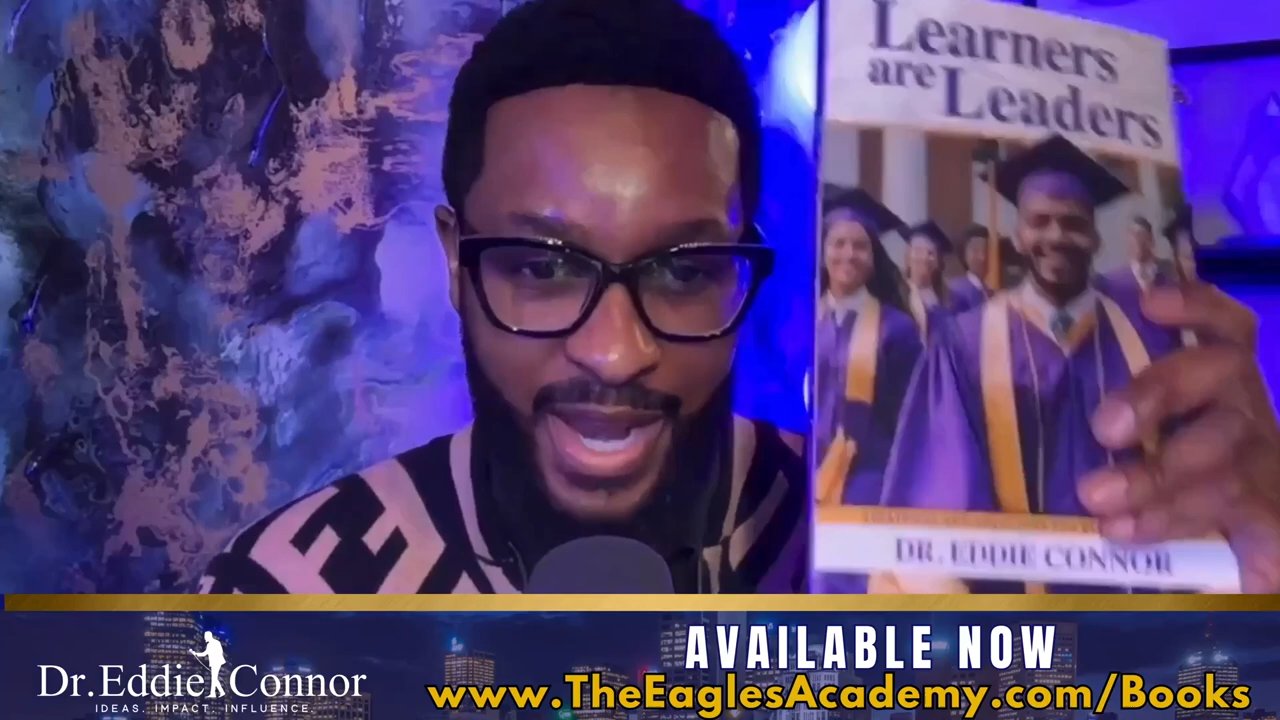 Learners
are Leaders
DR. EDDIE CONNOR
AVAILABLE NOW
Dr. Eddie Connor
IDEAS. IMPACT. INFLUENCE.
www.TheEaglesAcademy.com/Books